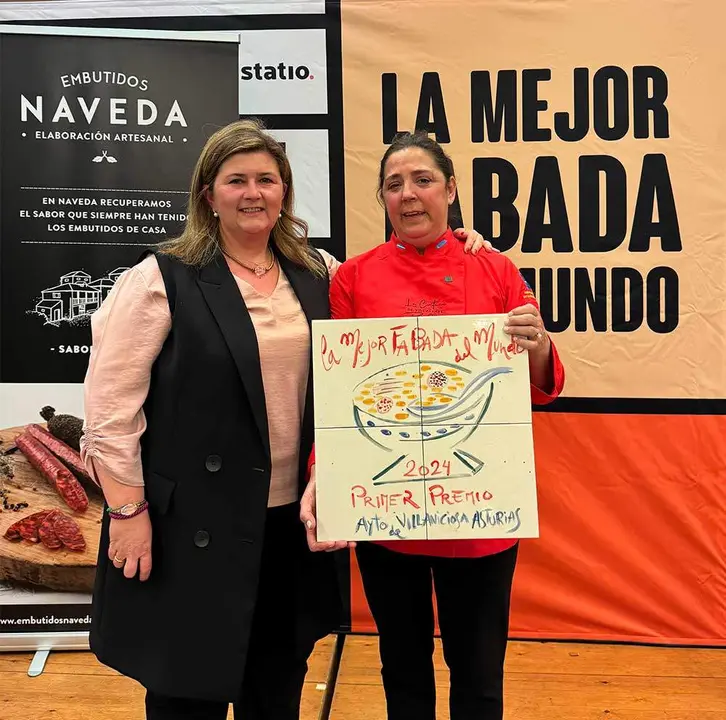 EMBUTIDOS
NAVEDA
• ELABORACIÓN ARTESANAL •
EN NAVEDA RECUPERAMOS
EL SABOR QUE SIEMPRE HAN TENIDO
LOS EMBUTIDOS DE CASA
- SABO
www.embutidosnaveda
statio.
LA MEJOR
ABADA
MUNDO
La Mejor FABADA del Mundo
2024
PRIMER PREMIO
Ayto. de VILLAVICIOSA ASTURIAS